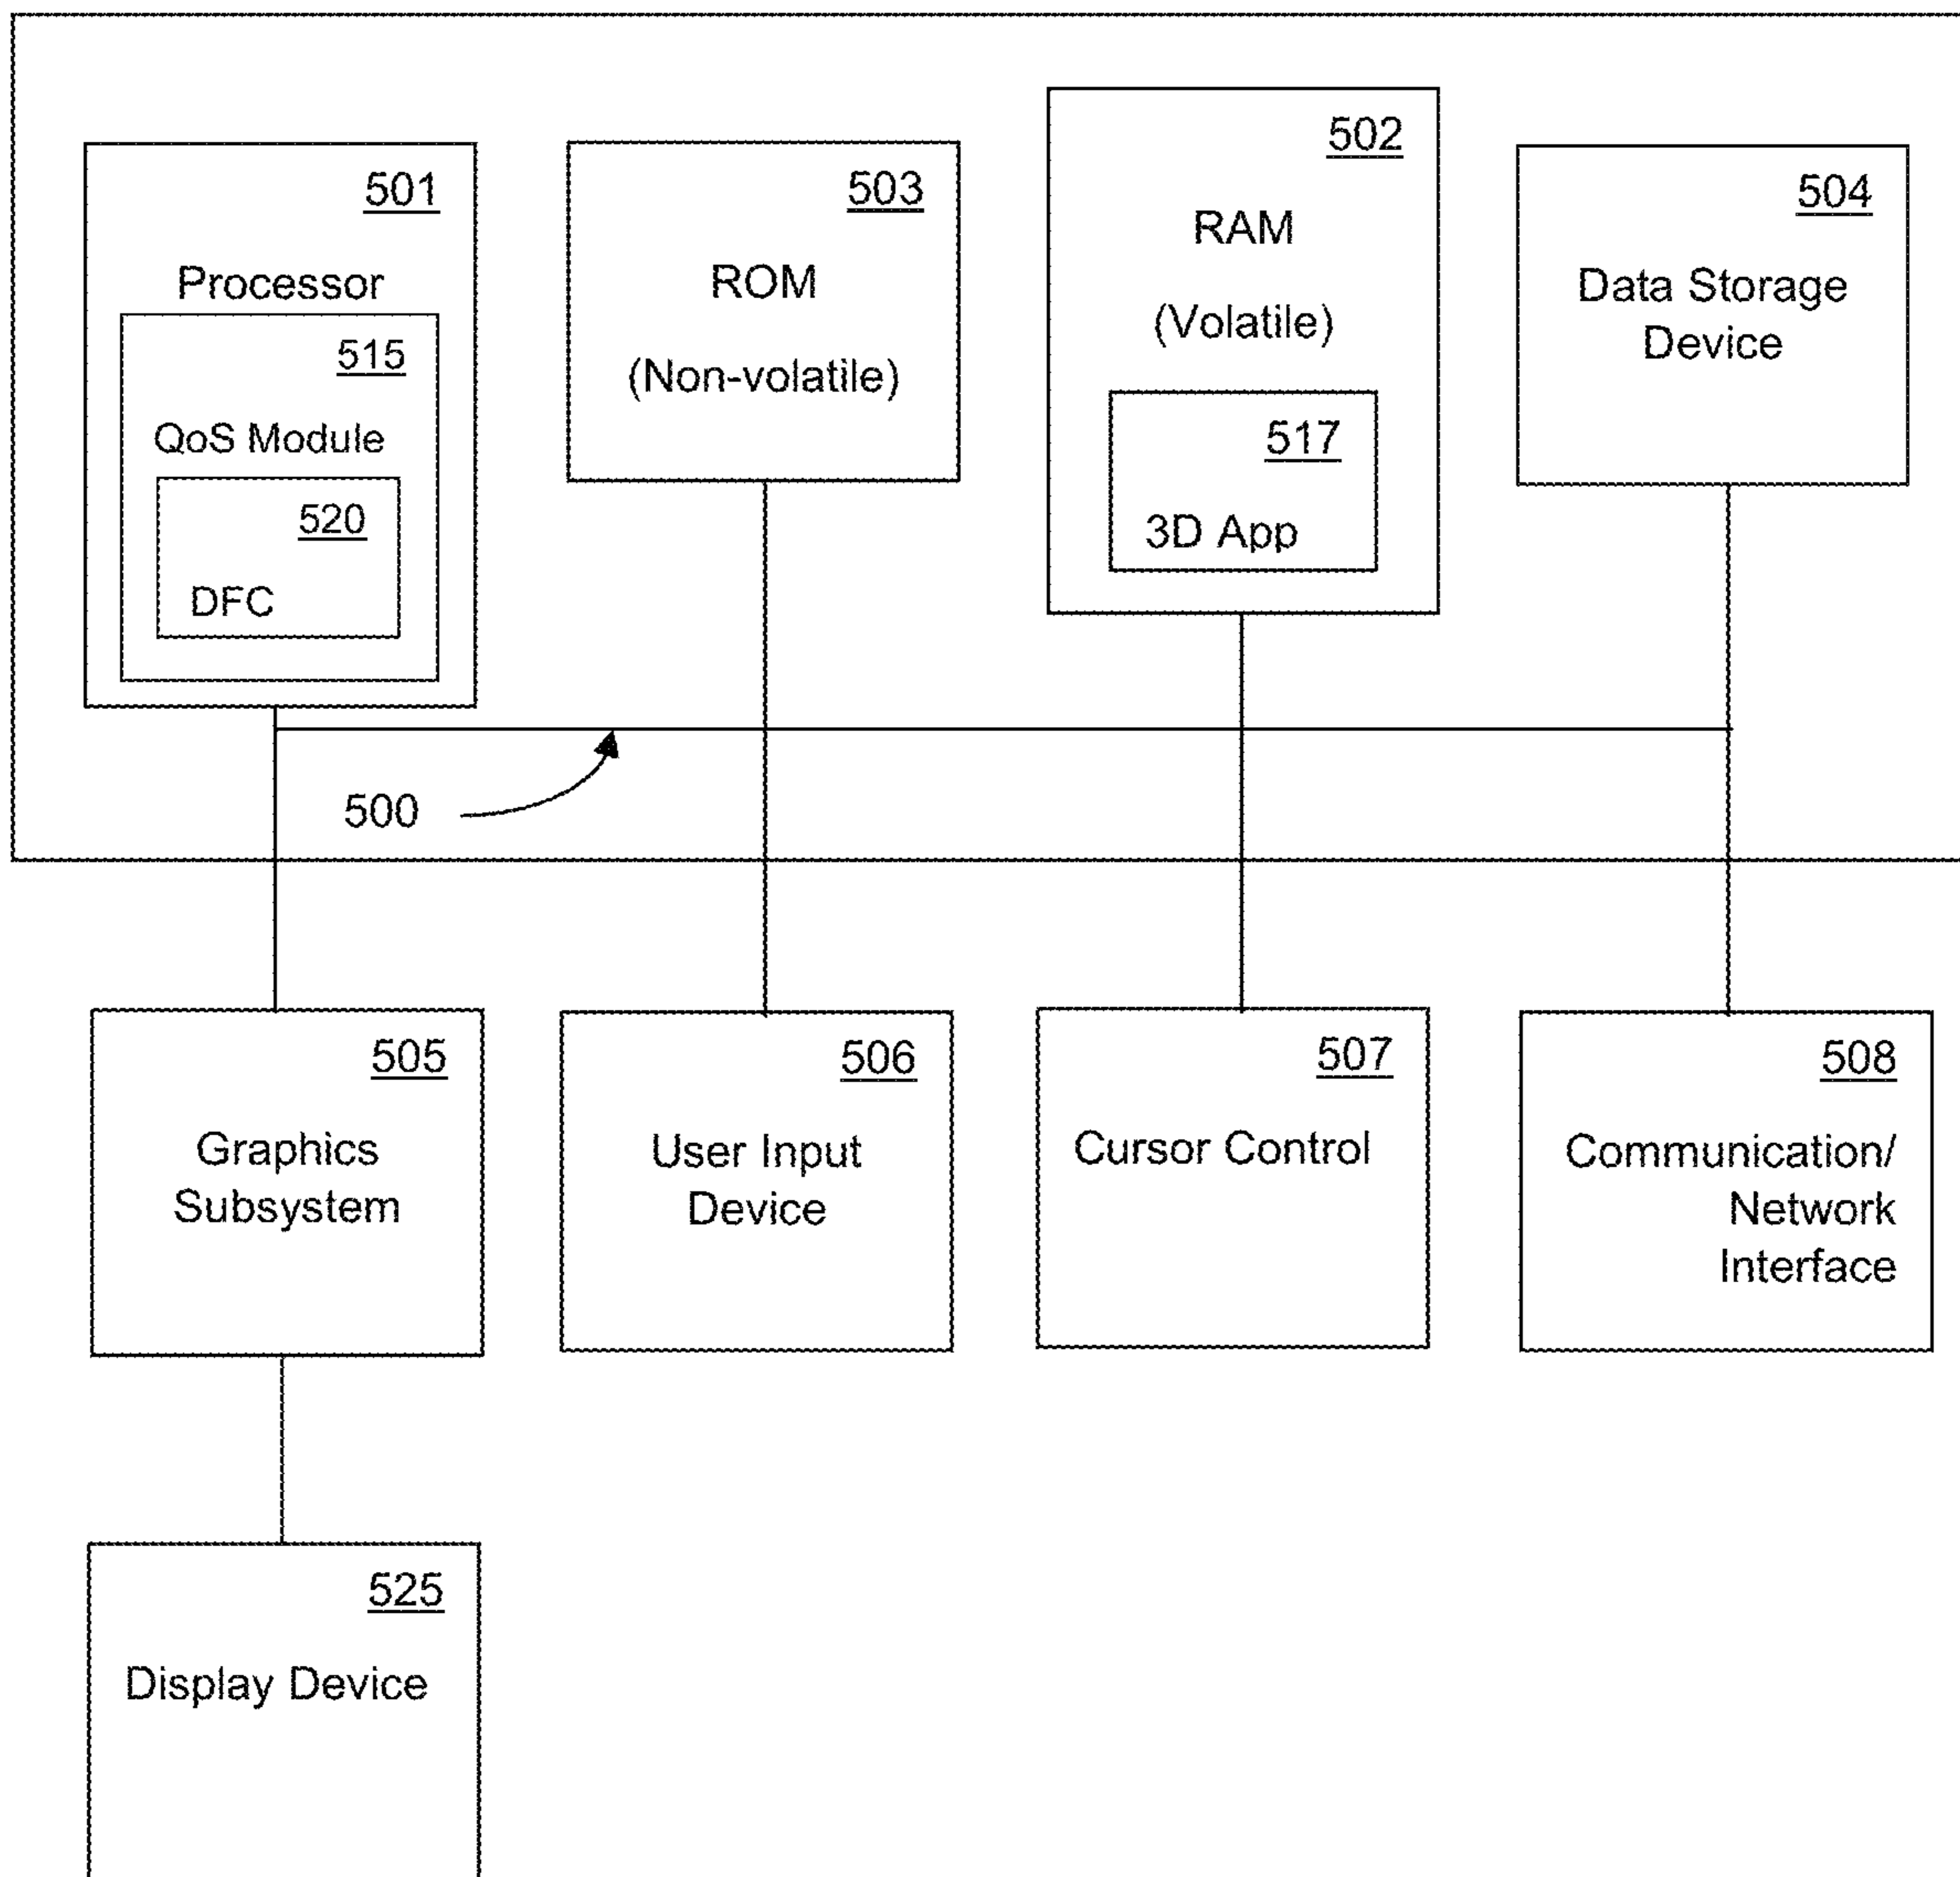 501
Processor
515
QoS Module
520
DFC
503
ROM
(Non-volatile)
502
RAM
(Volatile)
517
3D App
504
Data Storage
Device
500
505
Graphics
Subsystem
506
User Input
Device
507
Cursor Control
508
Communication/
Network
Interface
525
Display Device